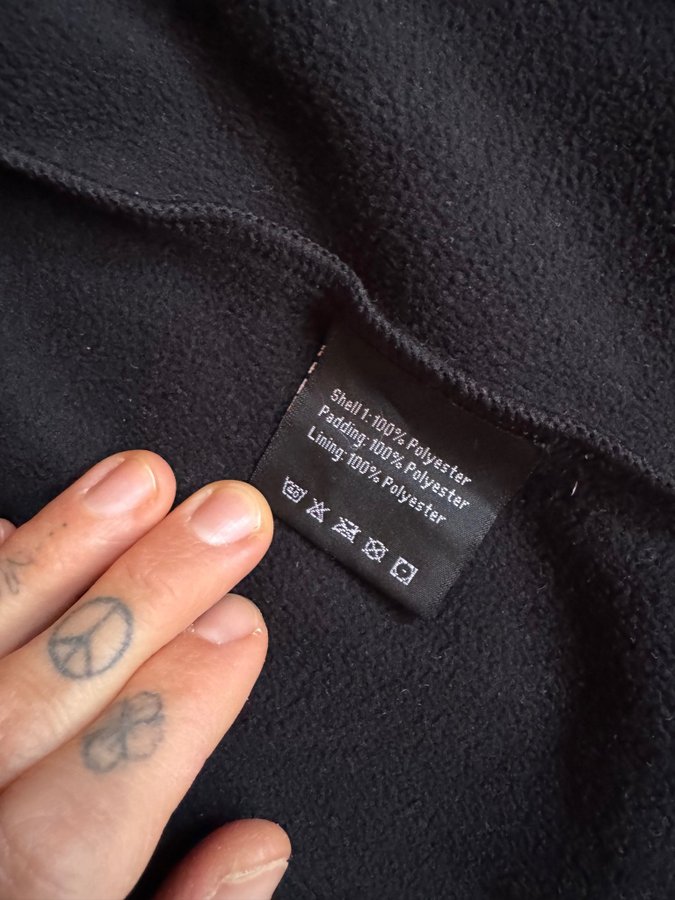 Shell 1: 100% Polyester
Padding: 100% Polyester
Lining: 100% Polyester